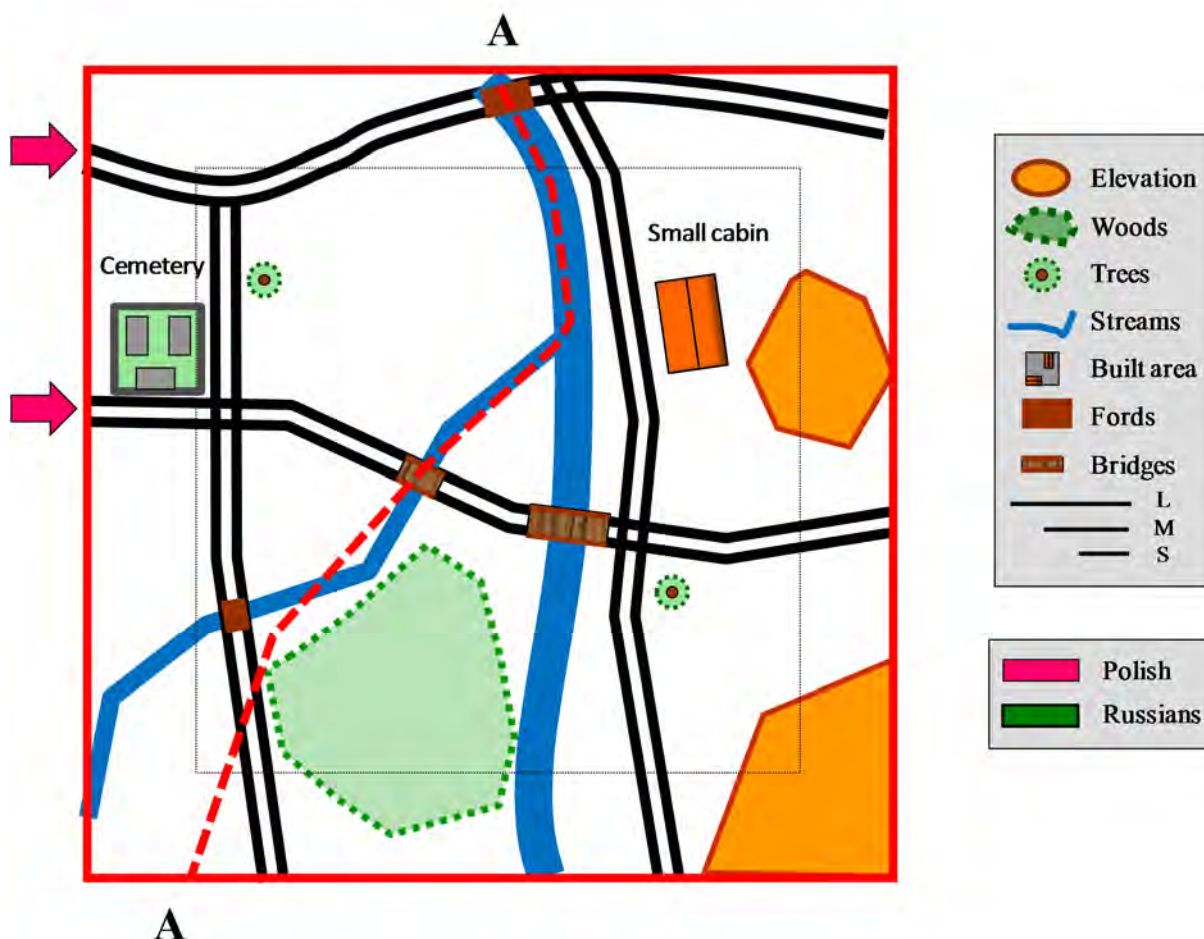 A
Small cabin
Cemetery
A
Elevation
Woods
Trees
Streams
Built area
Fords
Bridges
L
M
S
Polish
Russians